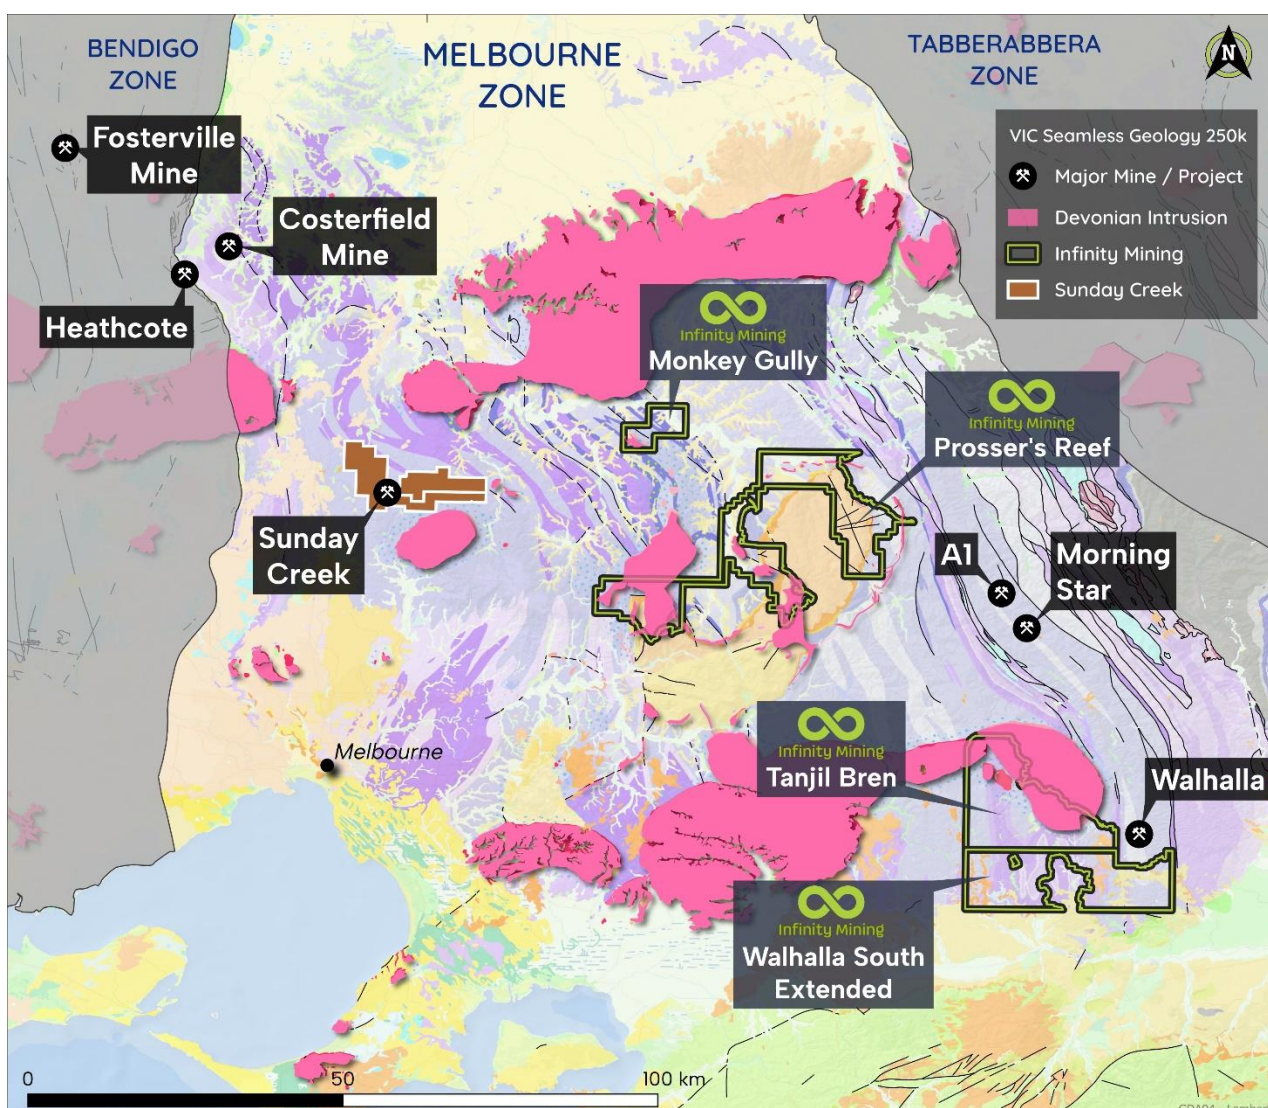 BENDIGO
ZONE
MELBOURNE
ZONE
TABBERABBERA
ZONE
N
VIC Seamless Geology 250k
Major Mine / Project
Devonian Intrusion
Infinity Mining
Sunday Creek
Fosterville
Mine
Costerfield
Mine
Heathcote
Infinity Mining
Monkey Gully
Infinity Mining
Prosser's Reef
Sunday
Creek
A1
Morning
Star
Melbourne
Infinity Mining
Tanjil Bren
Walhalla
Infinity Mining
Walhalla South
Extended
0
50
100 km